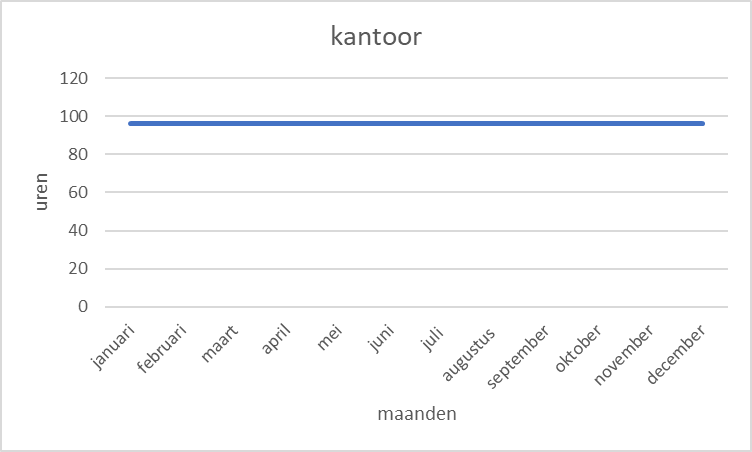 kantoor
120
100
80
60
40
20
0
uren
januari
februari
maart
april
mei
juni
juli
augustus
september
oktober
november
december
maanden